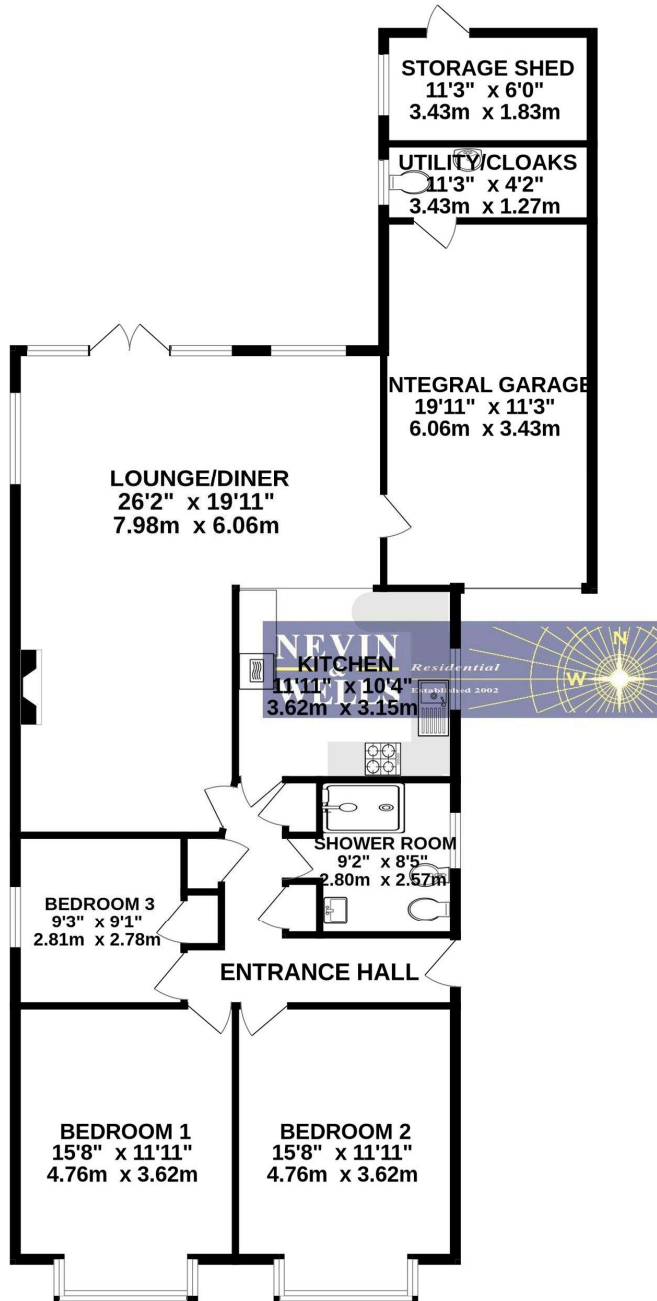 STORAGE SHED
11'3" x 6'0"
3.43m x 1.83m
UTILITY/CLOAKS
11'3" x 4'2"
3.43m x 1.27m
NTEGRAL GARAGE
19'11" x 11'3"
6.06m x 3.43m
LOUNGE/DINER
26'2" x 19'11"
7.98m x 6.06m
NEVIN
&
WELLS
Residential
Established 2002
N
W
KITCHEN
11'11" x 10'4"
3.62m x 3.15m
SHOWER ROOM
9'2" x 8'5"
2.80m x 2.57m
BEDROOM 3
9'3" x 9'1"
2.81m x 2.78m
ENTRANCE HALL
BEDROOM 1
15'8" x 11'11"
4.76m x 3.62m
BEDROOM 2
15'8" x 11'11"
4.76m x 3.62m